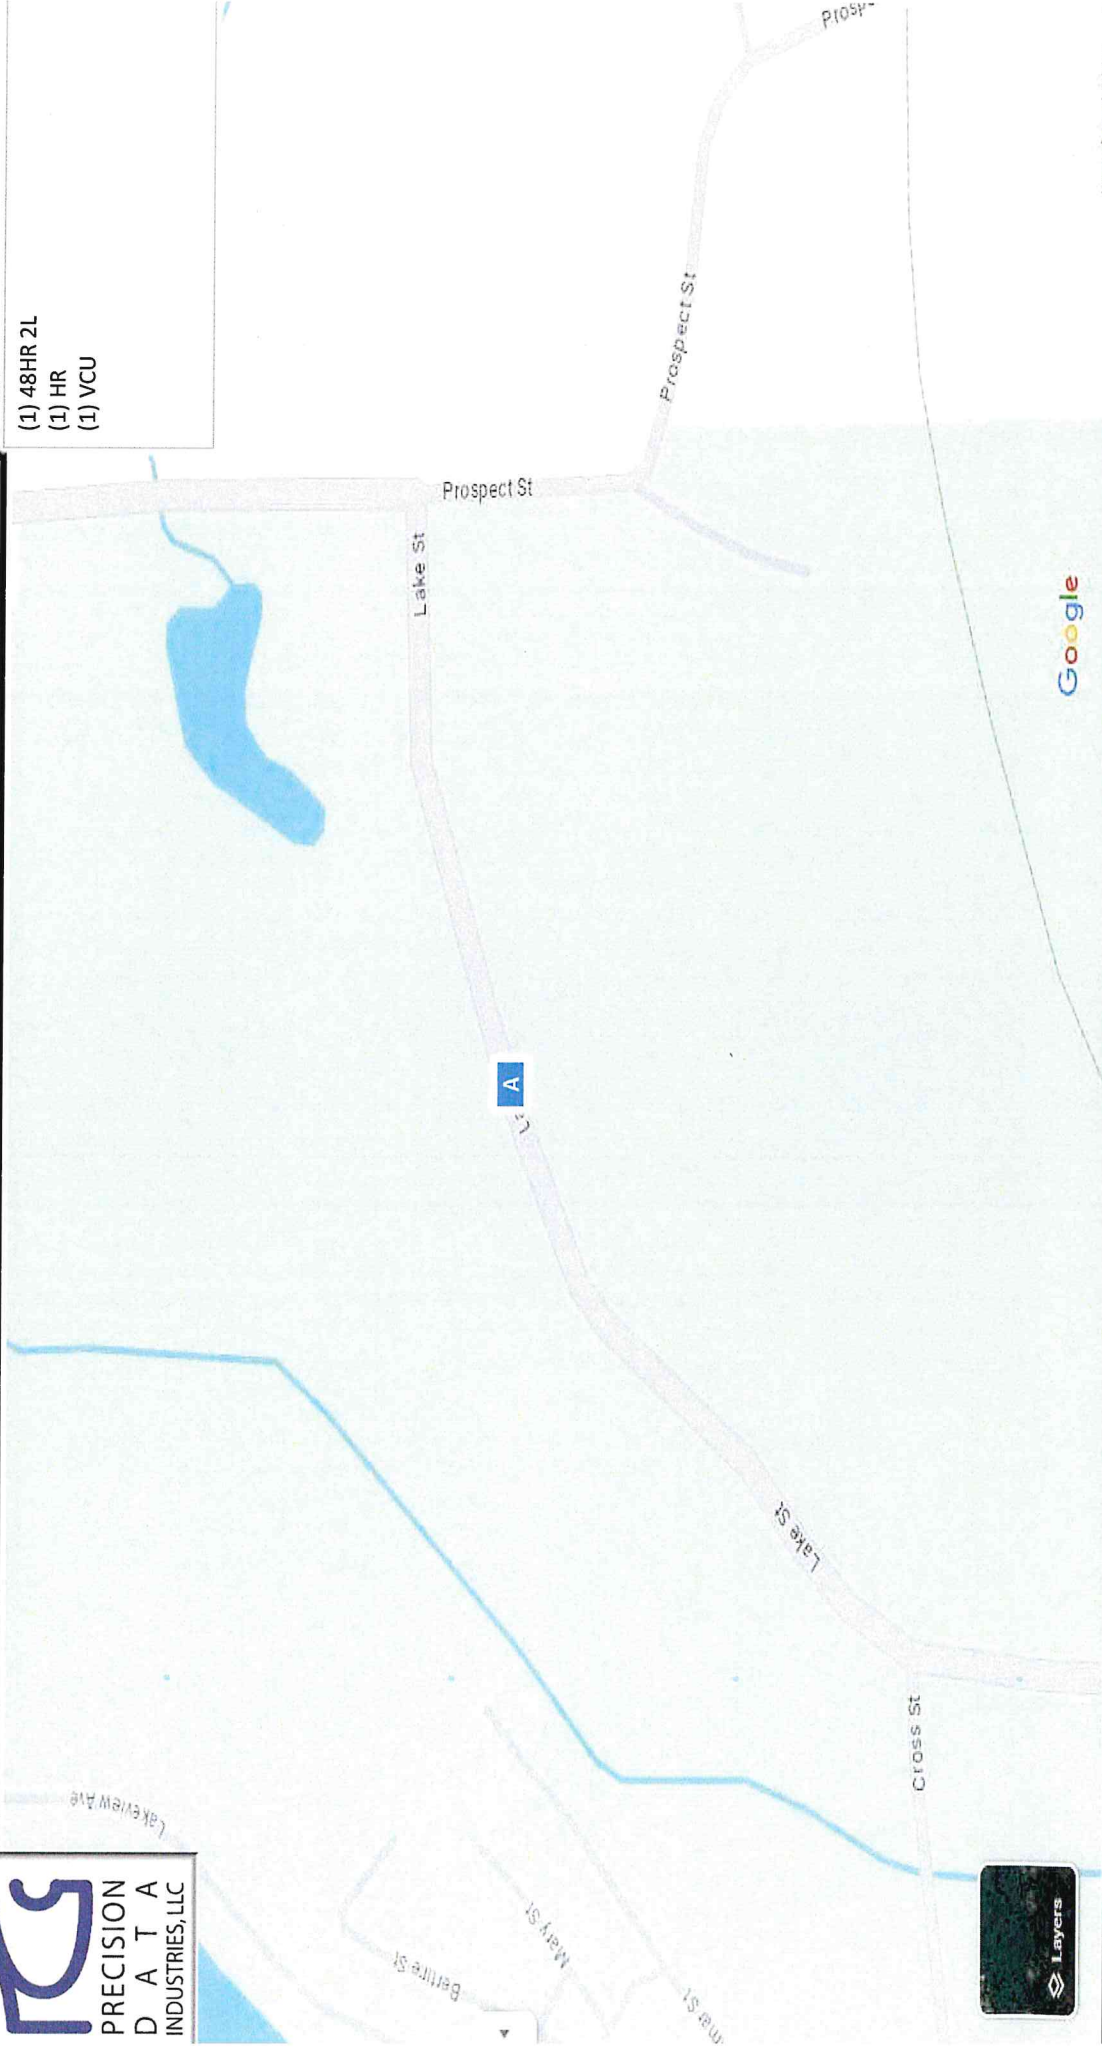 PRECISION
D A T A
INDUSTRIES, LLC
(1) 48HR 2L
(1) HR
(1) VCU
Lakeview Ave
Bertine St
Mary St
Prospect St
Lake St
A
Prospect St
Lake St
Cross St
Layers
Google